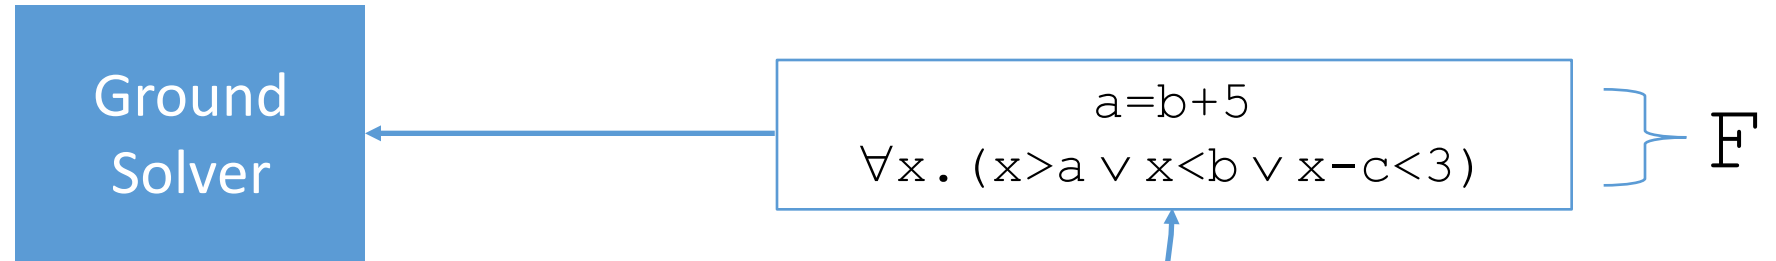 Ground
Solver
a=b+5
∀x.(x>a ∨ x<b ∨ x-c<3)
F